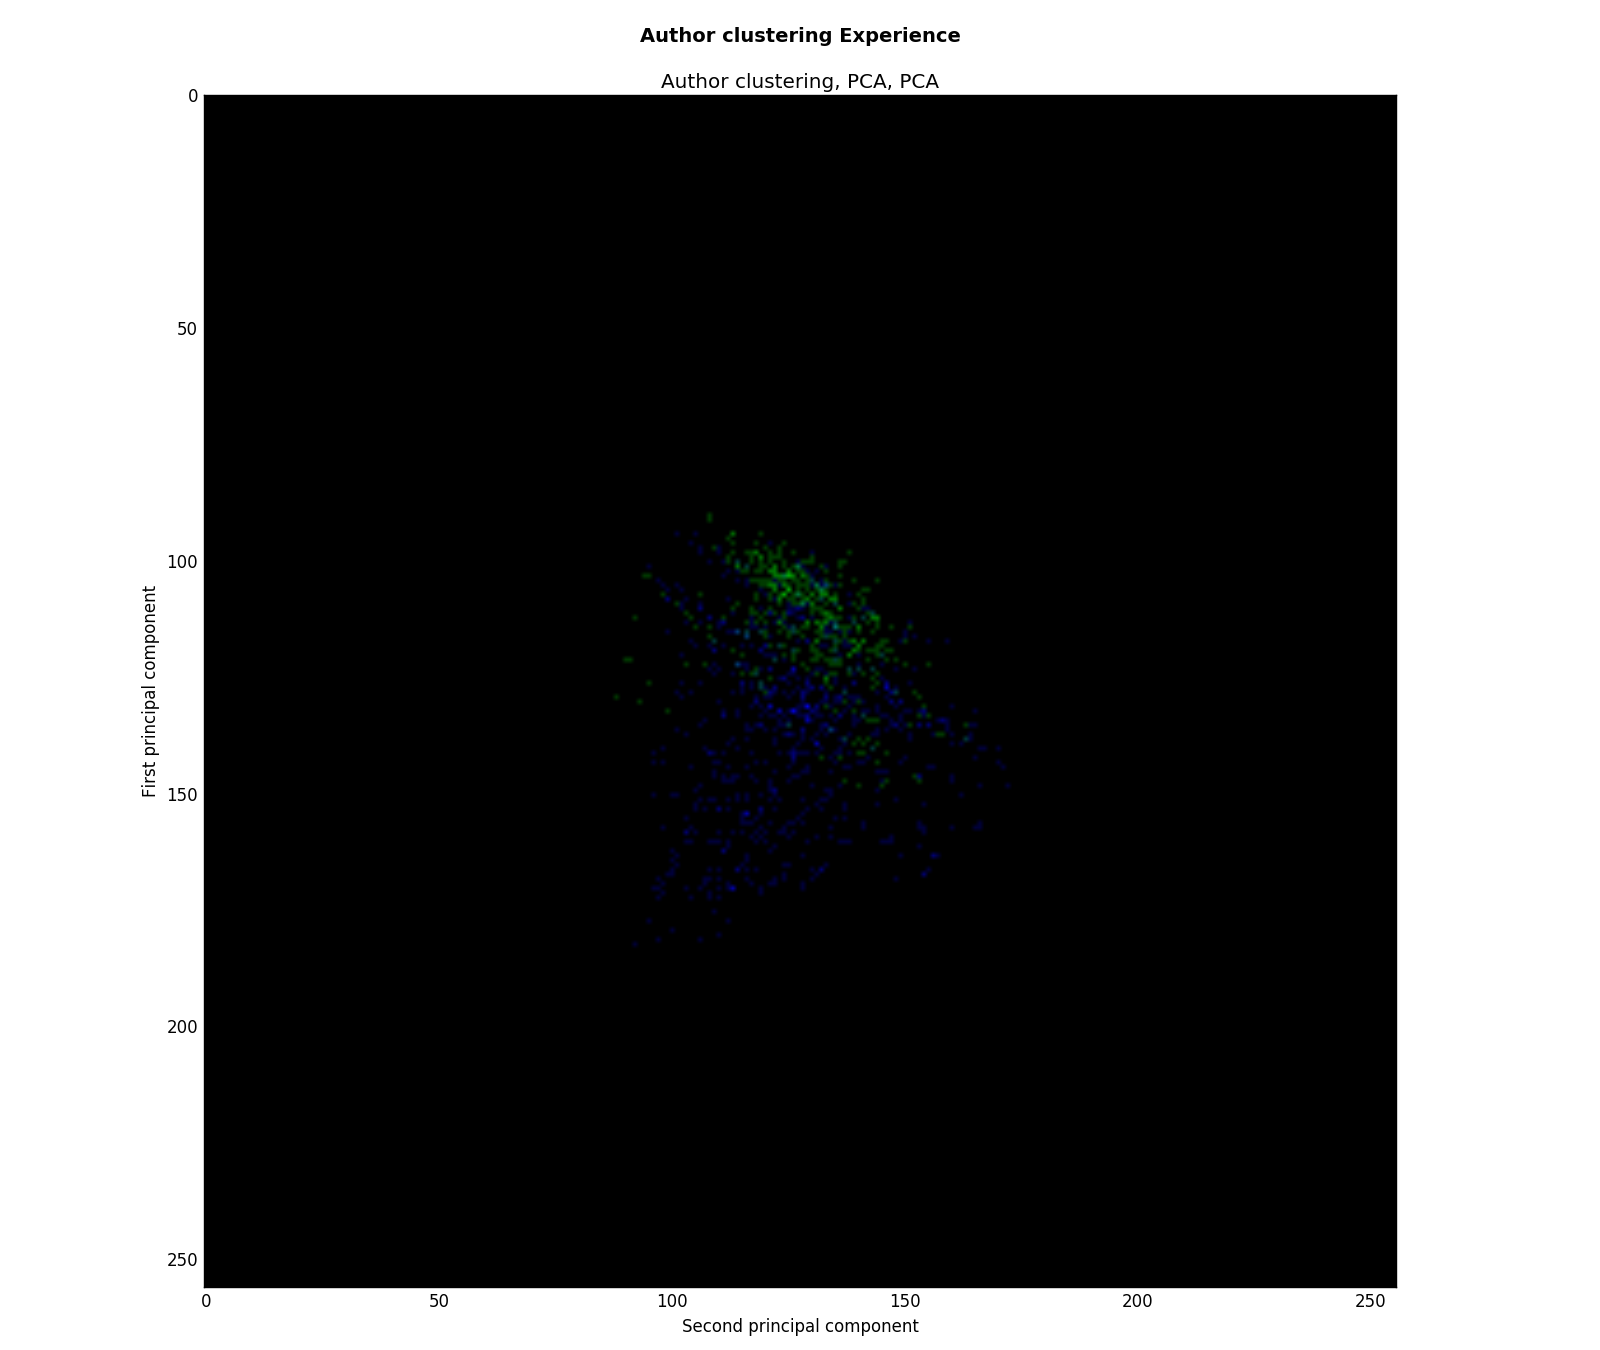 Author clustering Experience
Author clustering, PCA, PCA
0
50
100
150
200
250
First principal component
0 50 100 150 200 250
Second principal component